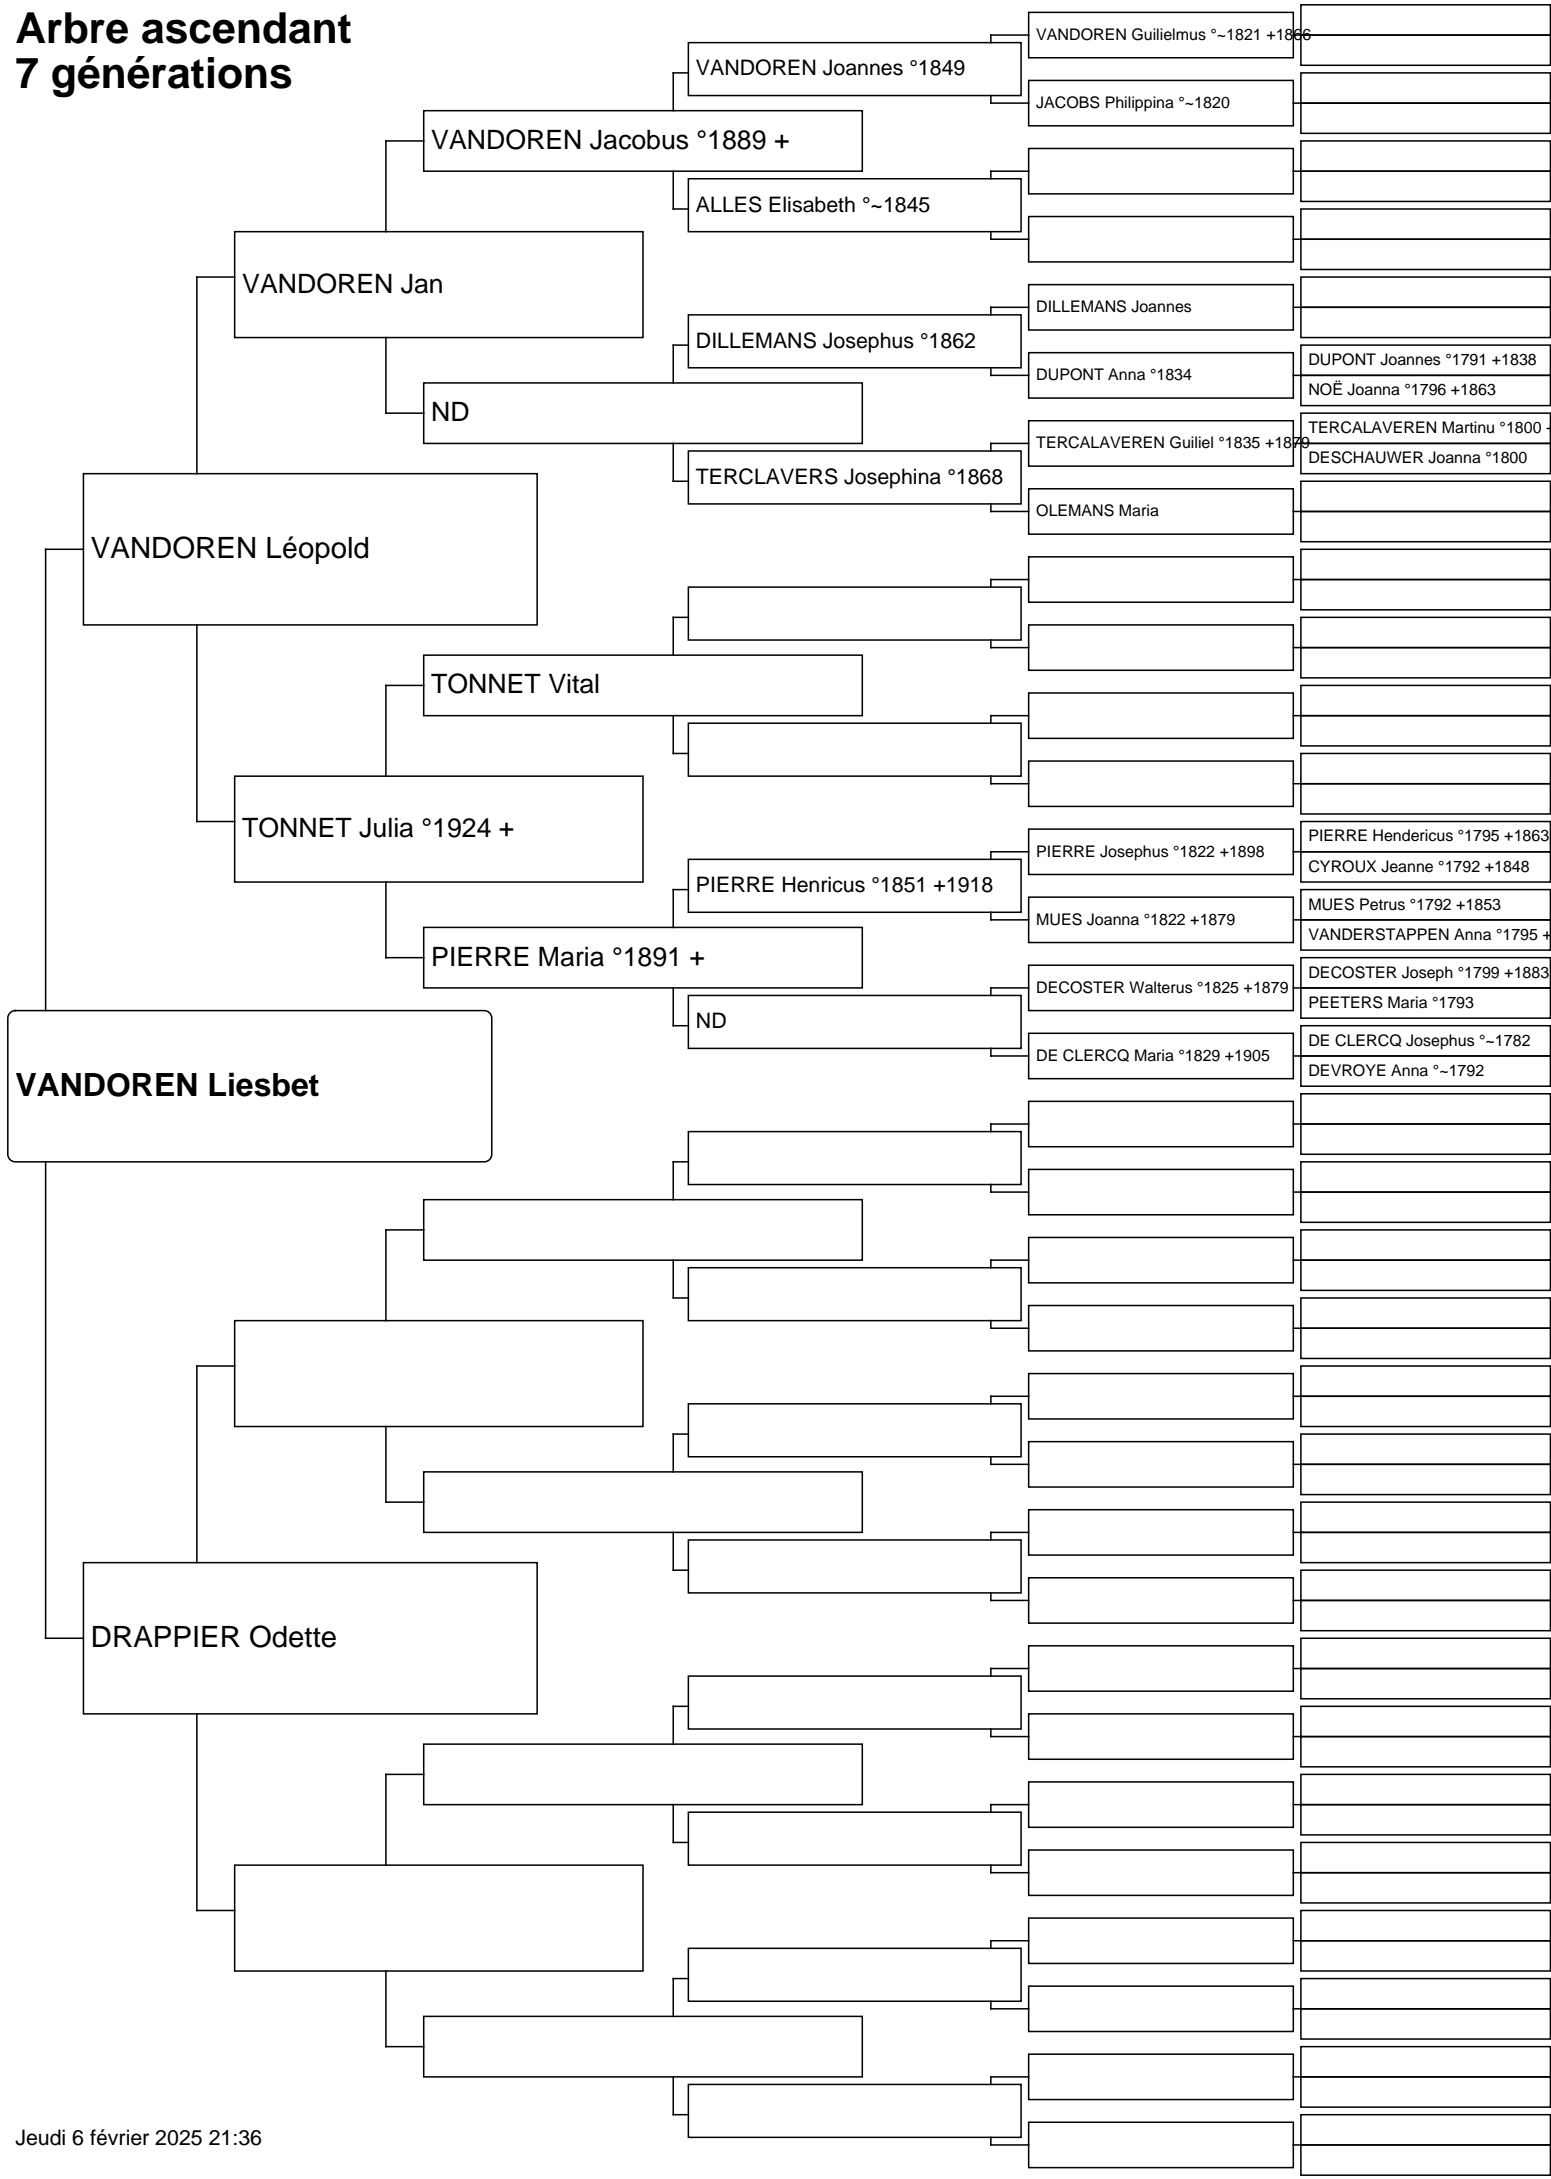 Arbre ascendant
7 générations
VANDOREN Guilielmus °~1821 +1866
VANDOREN Joannes °1849
JACOBS Philippina °~1820
VANDOREN Jacobus °1889 +
ALLES Elisabeth °~1845
VANDOREN Jan
DILLEMANS Joannes
DILLEMANS Josephus °1862
DUPONT Joannes °1791 +1838
DUPONT Anna °1834
NOË Joanna °1796 +1863
ND
TERCALAVEREN Martinu °1800 -
TERCALAVEREN Guiliel °1835 +1879
DESCHAUWER Joanna °1800
TERCLAVERS Josephina °1868
OLEMANS Maria
VANDOREN Léopold
TONNET Vital
TONNET Julia °1924 +
PIERRE Hendericus °1795 +1863
PIERRE Josephus °1822 +1898
CYROUX Jeanne °1792 +1848
PIERRE Henricus °1851 +1918
MUES Petrus °1792 +1853
MUES Joanna °1822 +1879
VANDERSTAPPEN Anna °1795 +
PIERRE Maria °1891 +
DECOSTER Joseph °1799 +1883
DECOSTER Walterus °1825 +1879
PEETERS Maria °1793
ND
DE CLERCQ Josephus °~1782
DE CLERCQ Maria °1829 +1905
DEVROYE Anna °~1792
VANDOREN Liesbet
DRAPPIER Odette
Jeudi 6 février 2025 21:36